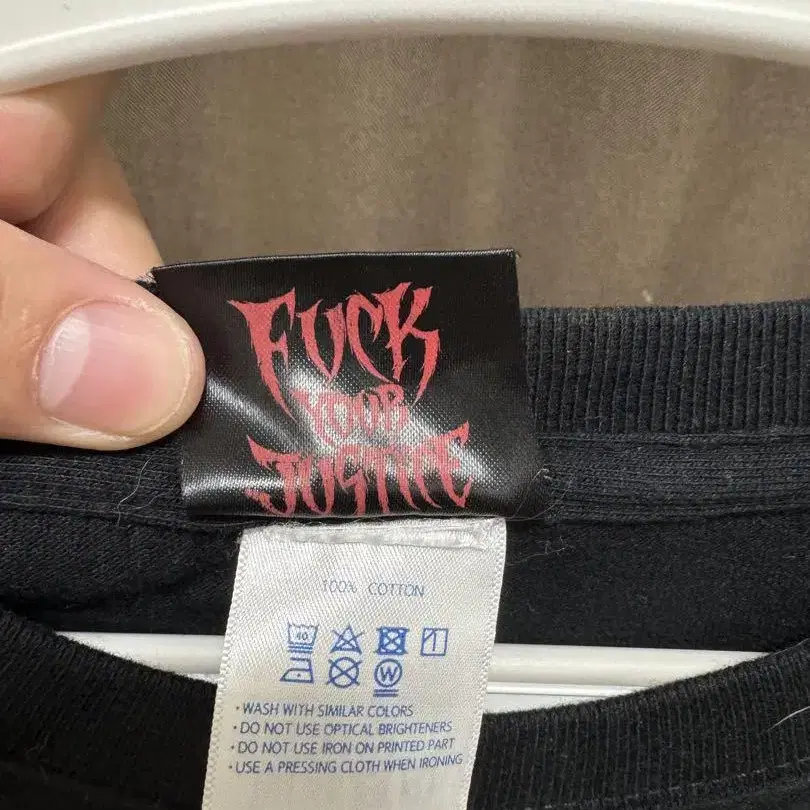 FUCK
YOUR
JUSTICE
100% COTTON
40
W
• WASH WITH SIMILAR COLORS
• DO NOT USE OPTICAL BRIGHTENERS
• DO NOT USE IRON ON PRINTED PART
• USE A PRESSING CLOTH WHEN IRONING